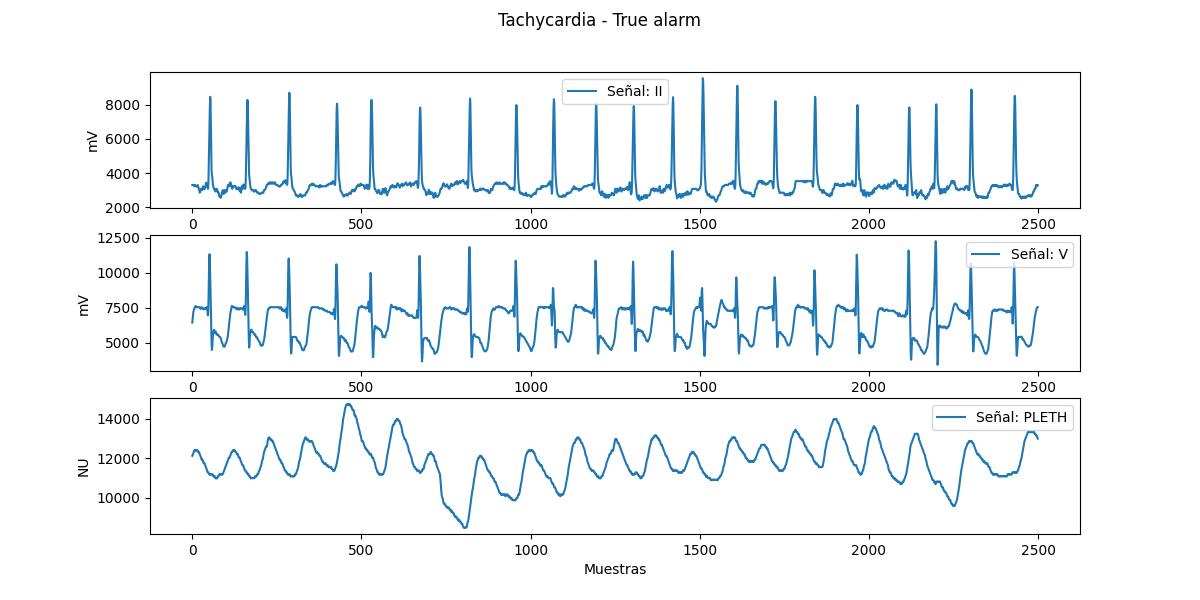 Tachycardia - True alarm
Señal: II
mV
8000
6000
4000
2000
0 500 1000 1500 2000 2500
Señal: V
mV
12500
10000
7500
5000
0 500 1000 1500 2000 2500
Señal: PLETH
NU
14000
12000
10000
0 500 1000 1500 2000 2500
Muestras